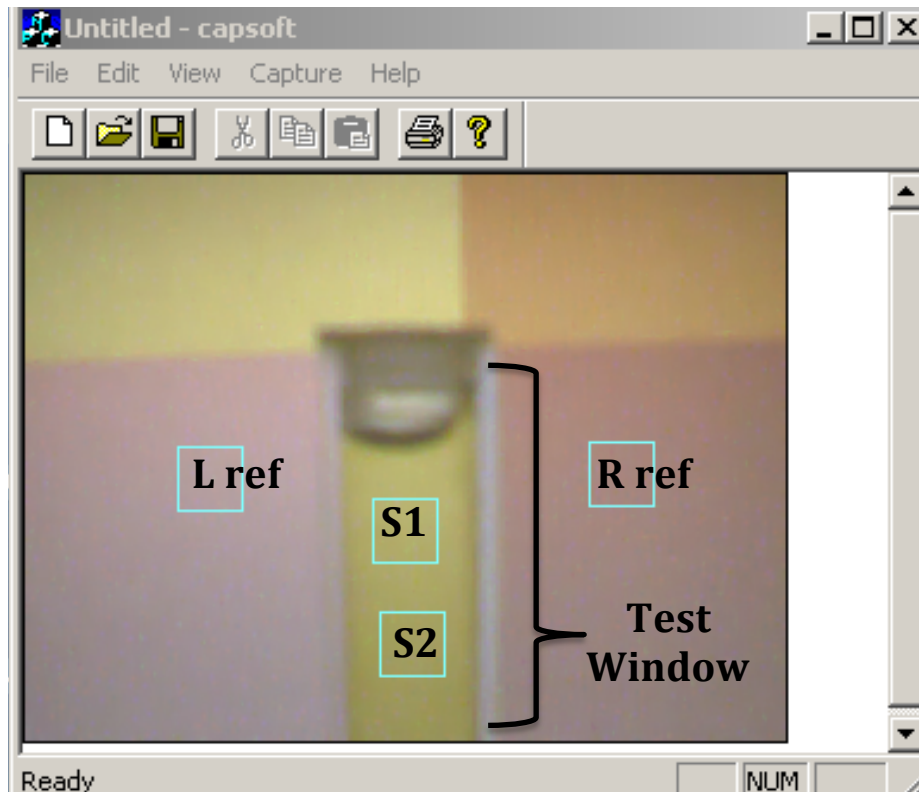 Untitled - capsoft
File Edit View Capture Help
L ref
R ref
S1
S2
Test
Window
Ready
NUM